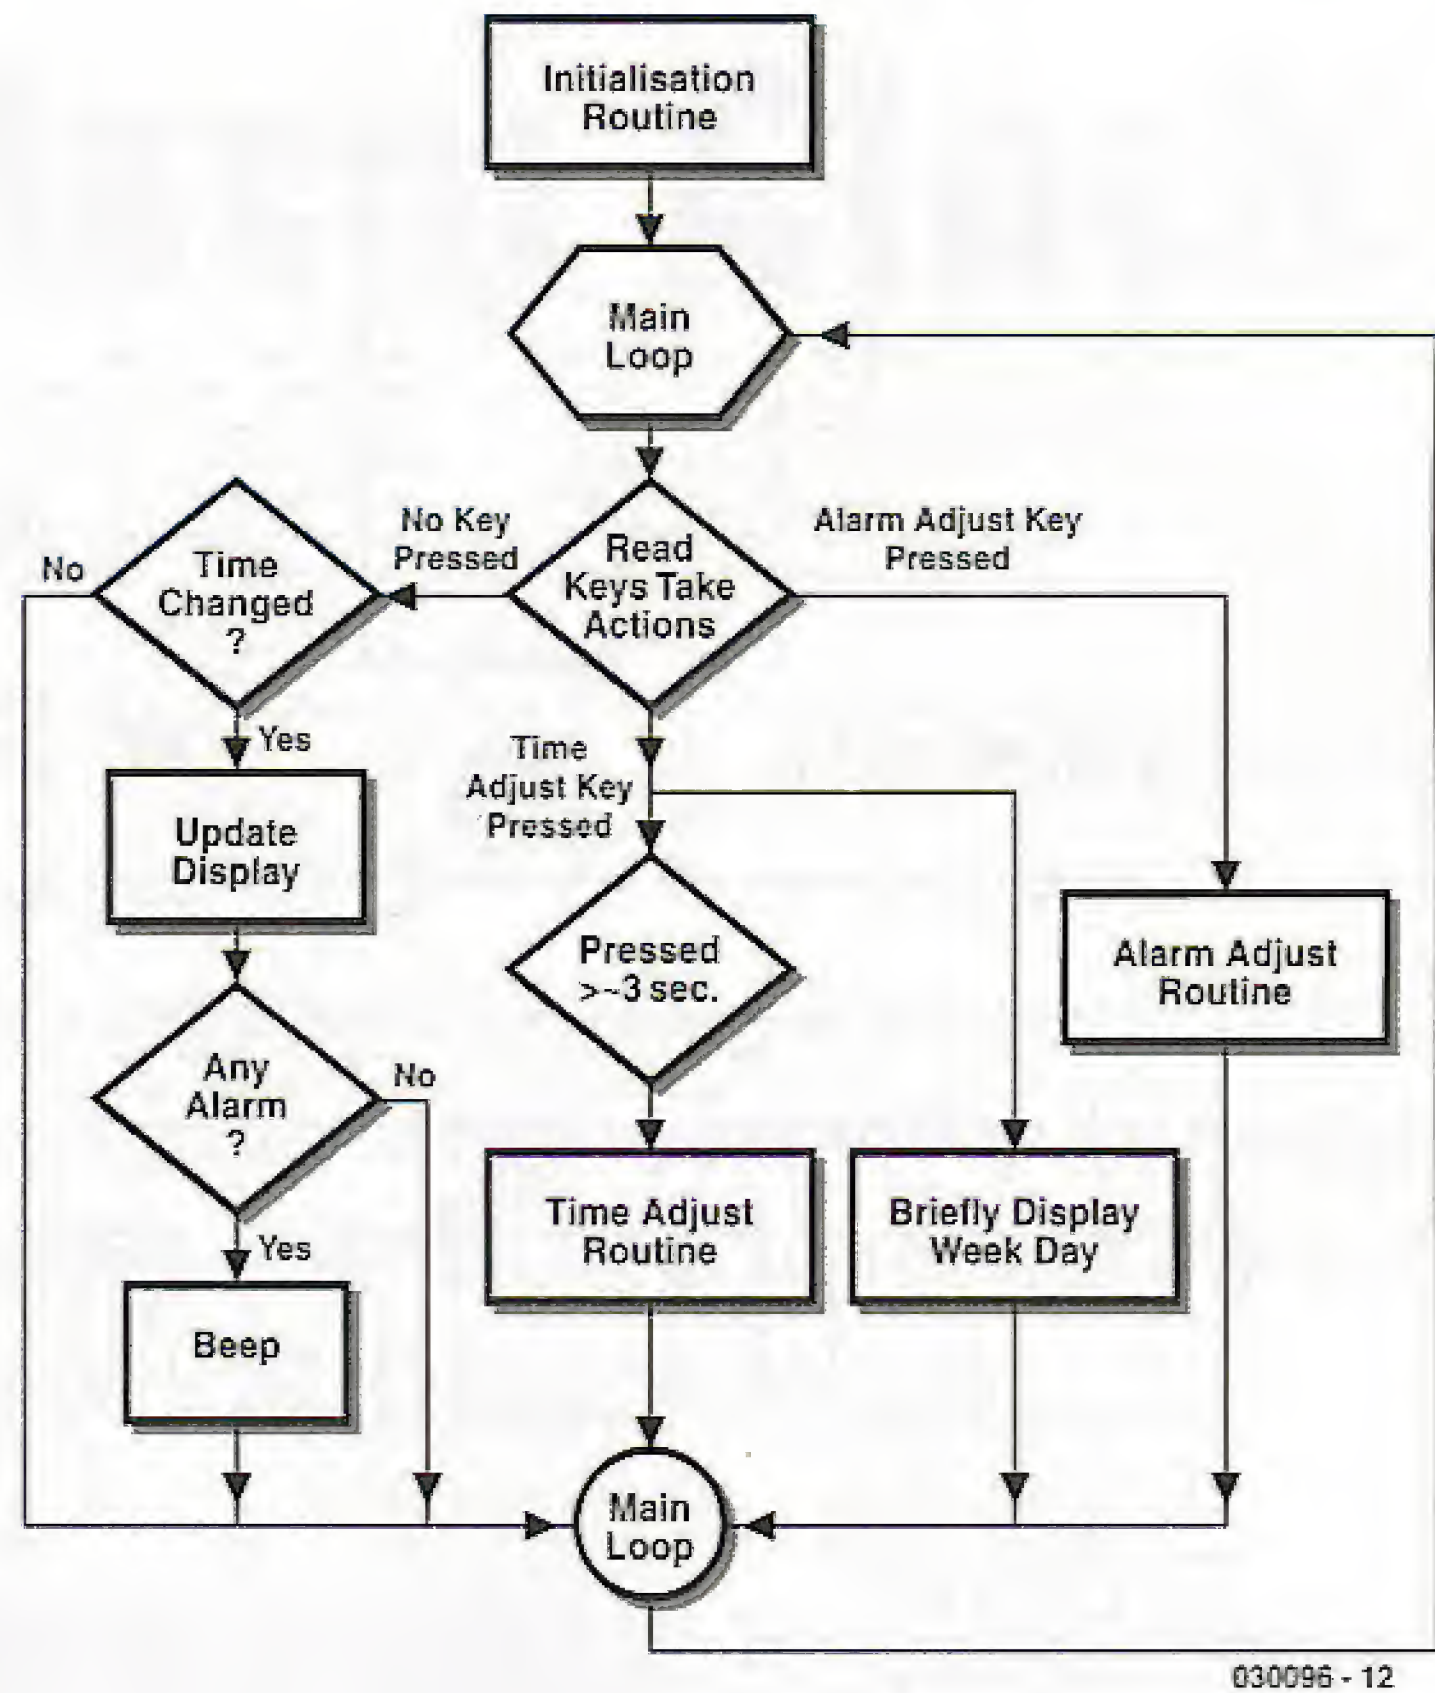 Initialisation
Routine
Main
Loop
No Key
Pressed
Alarm Adjust Key
Pressed
No
Time
Changed
?
Read
Keys Take
Actions
Yes
Time
Adjust Key
Pressed
Update
Display
Pressed
>~3 sec.
Alarm Adjust
Routine
Any
Alarm
?
No
Yes
Time Adjust
Routine
Briefly Display
Week Day
Beep
Main
Loop
030096 - 12